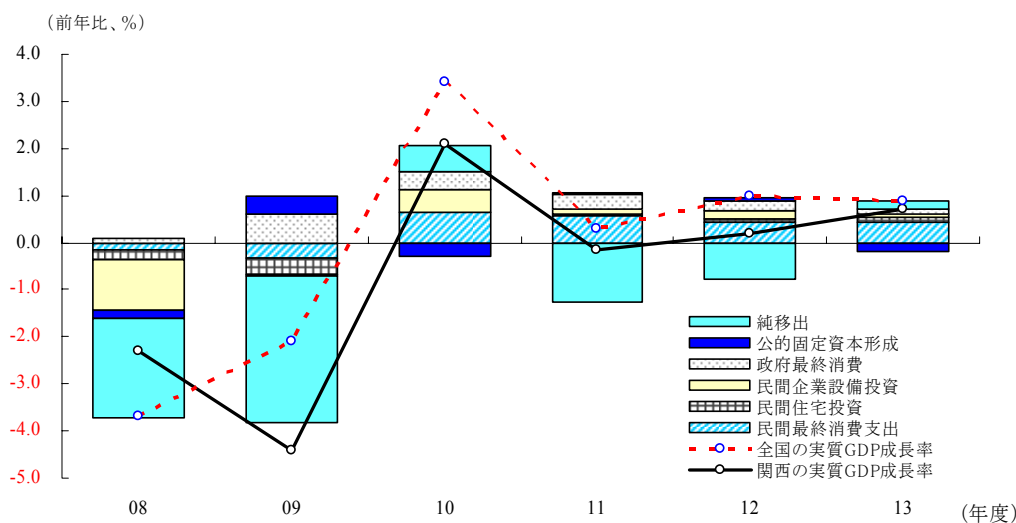 (前年比、%)
4.0
3.0
2.0
1.0
0.0
-1.0
-2.0
-3.0
-4.0
-5.0
純移出
公的固定資本形成
政府最終消費
民間企業設備投資
民間住宅投資
民間最終消費支出
全国の実質GDP成長率
関西の実質GDP成長率
08 09 10 11 12 13 (年度)